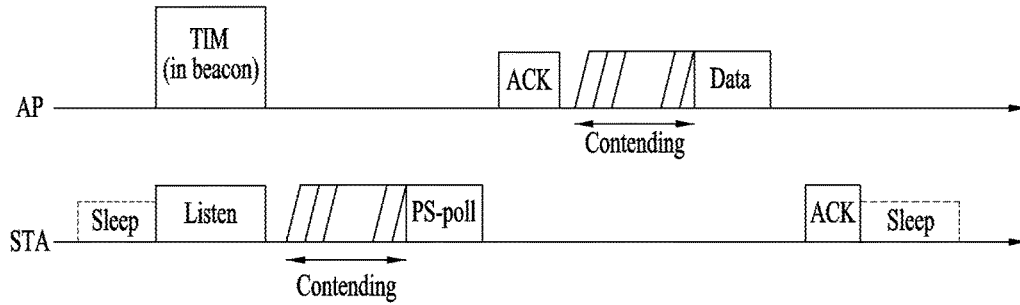 TIM
(in beacon)
ACK
Data
AP
Contending
Sleep
Listen
PS-poll
ACK
Sleep
STA
Contending